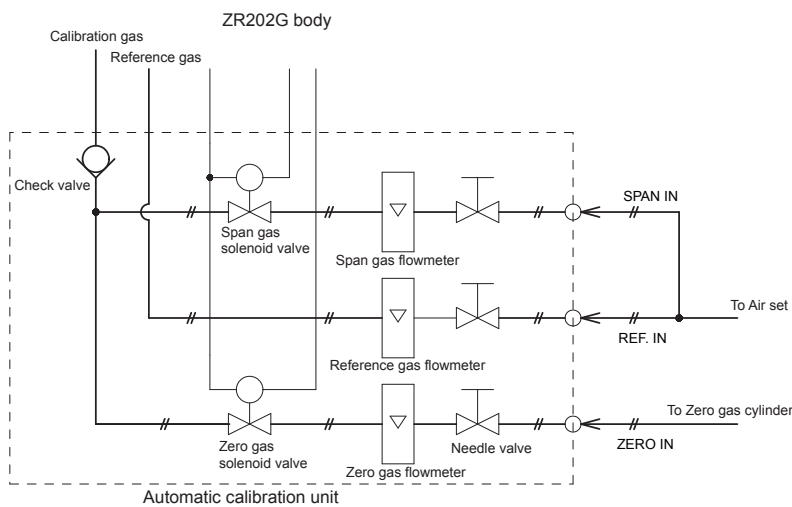 ZR202G body
Calibration gas
Reference gas
Check valve
SPAN IN
Span gas
solenoid valve
Span gas flowmeter
To Air set
REF. IN
Reference gas flowmeter
To Zero gas cylinder
Zero gas
solenoid valve
Needle valve
ZERO IN
Zero gas flowmeter
Automatic calibration unit